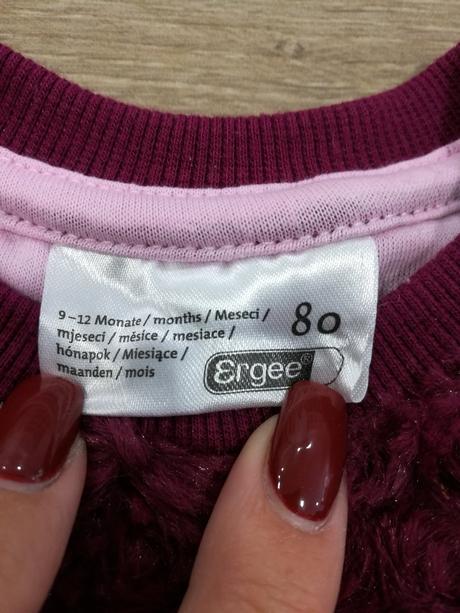 9–12 Monate / months / Meseci /
mjeseci / měsíce / mesiace /
hónapok / Miesiące /
maanden / mois
80
Ergee®